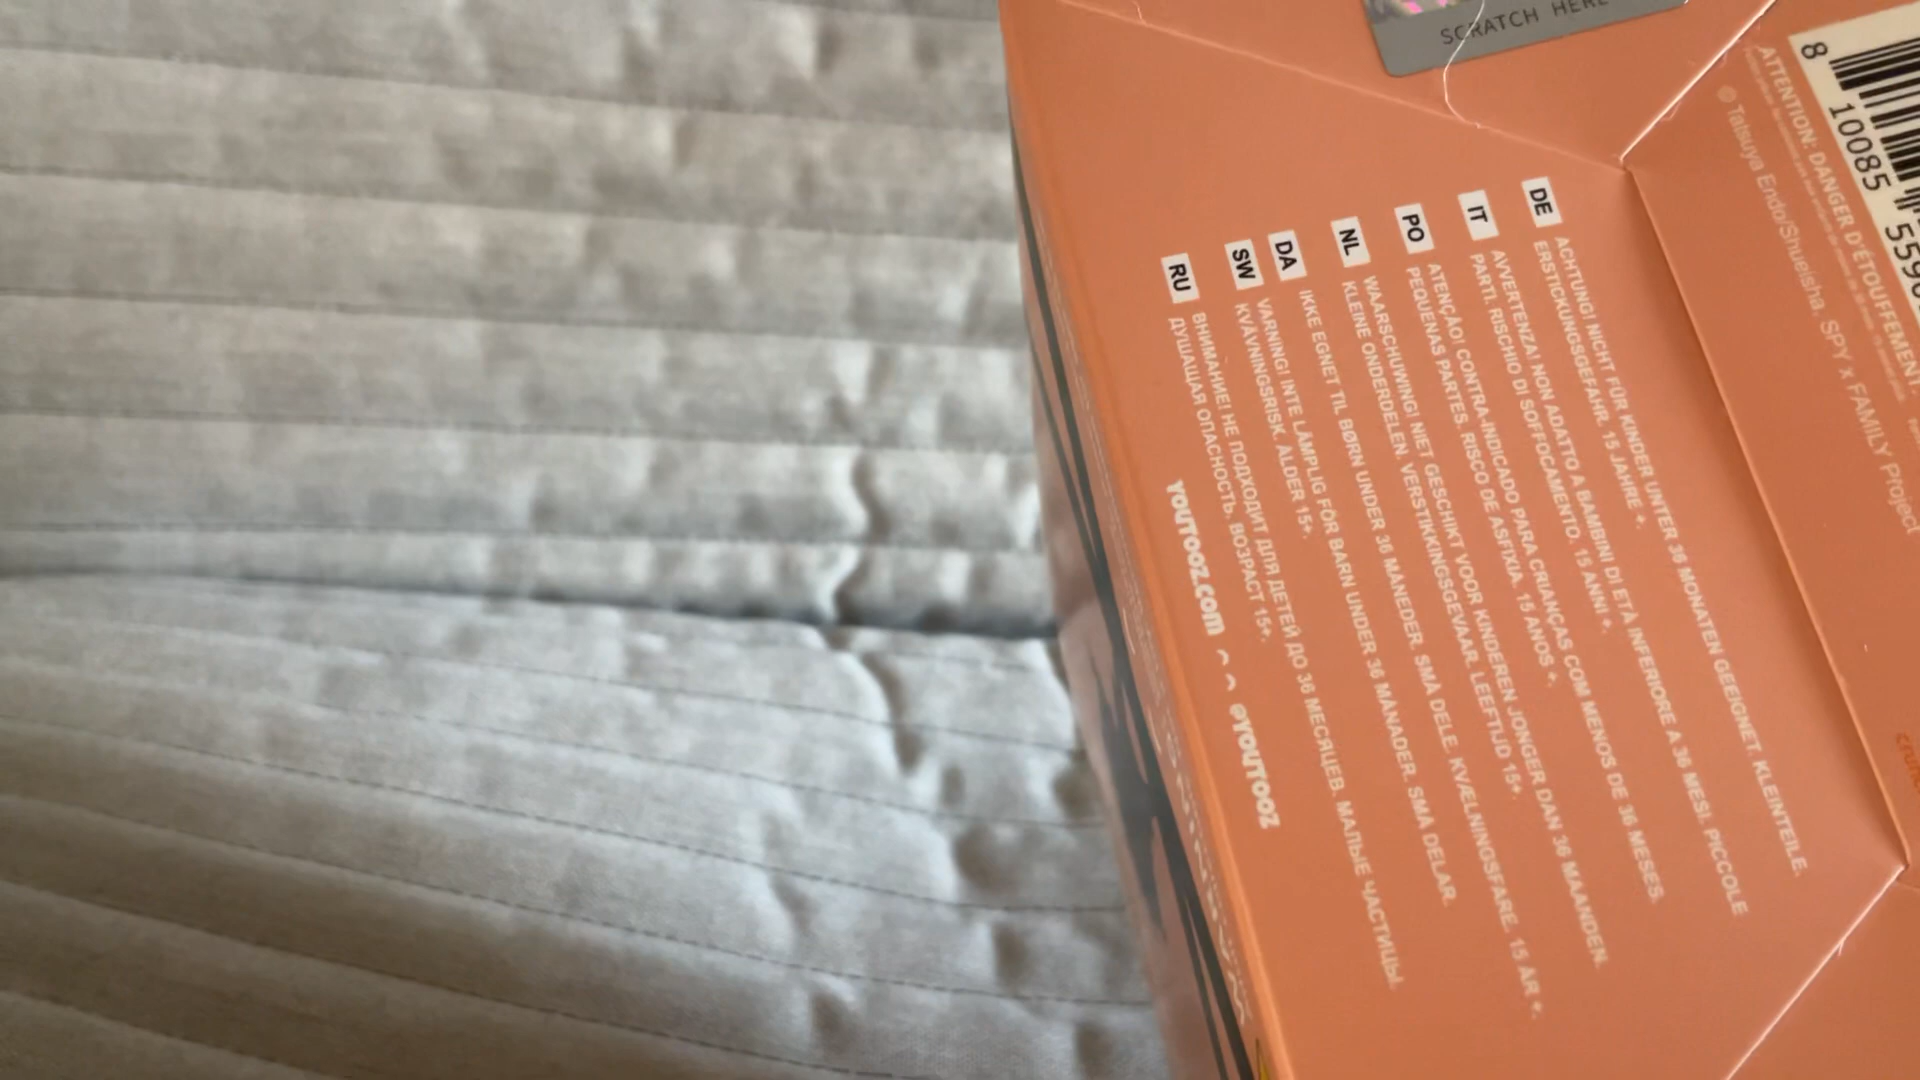 SCRATCH HERE
8
10085
5590
ATTENTION: DANGER D'ÉTOUFFEMENT.
© Tatsuya Endo/Shueisha, SPY x FAMILY Project
DE
ACHTUNG! NICHT FÜR KINDER UNTER 36 MONATEN GEEIGNET. KLEINTEILE.
ERSTICKUNGSGEFAHR. 15 JAHRE +.
IT
AVVERTENZA! NON ADATTO A BAMBINI DI ETÀ INFERIORE A 36 MESI. PICCOLE
PARTI. RISCHIO DI SOFFOCAMENTO. 15 ANNI +.
PO
ATENÇÃO! CONTRA-INDICADO PARA CRIANÇAS COM MENOS DE 36 MESES.
PEQUENAS PARTES. RISCO DE ASFIXIA. 15 ANOS +.
NL
WAARSCHUWING! NIET GESCHIKT VOOR KINDEREN JONGER DAN 36 MAANDEN.
KLEINE ONDERDELEN. VERSTIKKINGSGEVAAR. LEEFTIJD 15+.
DA
IKKE EGNET TIL BØRN UNDER 36 MÅNEDER. SMÅ DELE. KVÆLNINGSFARE. 15 ÅR +.
SW
VARNING! INTE LÄMPLIG FÖR BARN UNDER 36 MÅNADER. SMÅ DELAR.
KVÄVNINGSRISK. ÅLDER 15+.
RU
ВНИМАНИЕ! НЕ ПОДХОДИТ ДЛЯ ДЕТЕЙ ДО 36 МЕСЯЦЕВ. МАЛЫЕ ЧАСТИЦЫ.
ДУШАЩАЯ ОПАСНОСТЬ. ВОЗРАСТ 15+.
YOUTOOZ.COM @YOUTOOZ